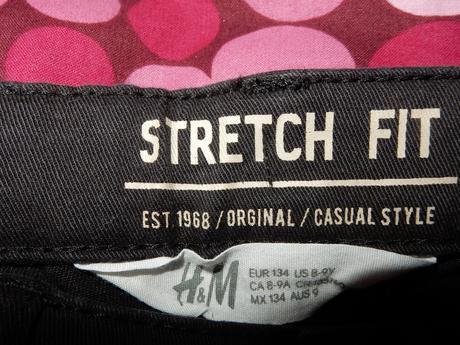 STRETCH FIT
EST 1968 / ORGINAL / CASUAL STYLE
H&M
EUR 134 US 8-9Y
CA 8-9A
MX 134 AUS 9